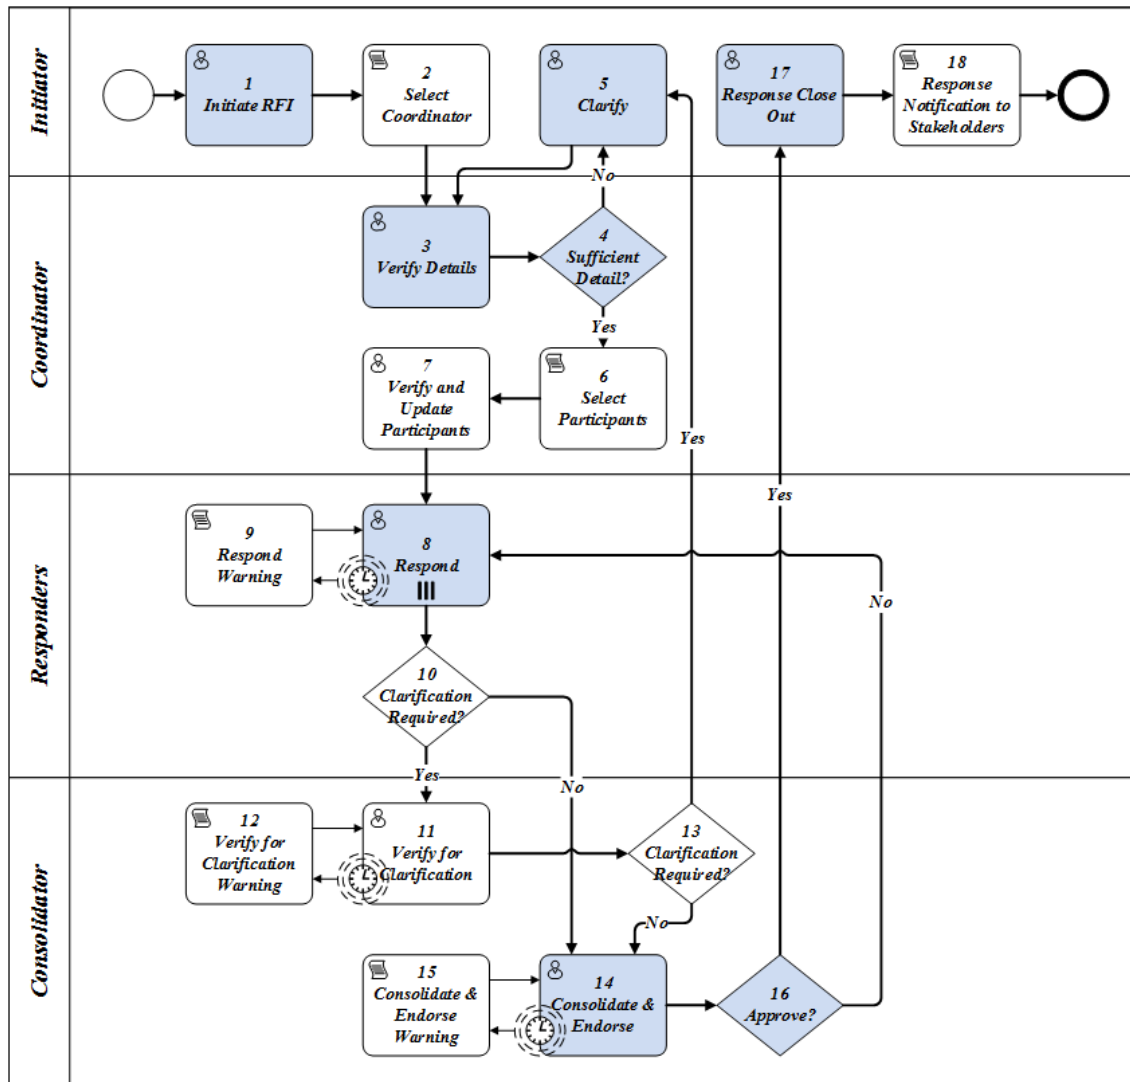 Initiator
1
Initiate RFI
2
Select
Coordinator
5
Clarify
17
Response Close
Out
18
Response
Notification to
Stakeholders
No
Coordinator
3
Verify Details
4
Sufficient
Detail?
Yes
7
Verify and
Update
Participants
6
Select
Participants
Yes
Yes
Responders
9
Respond
Warning
8
Respond
No
10
Clarification
Required?
Yes
No
Consolidator
12
Verify for
Clarification
Warning
11
Verify for
Clarification
13
Clarification
Required?
No
15
Consolidate &
Endorse
Warning
14
Consolidate &
Endorse
16
Approve?